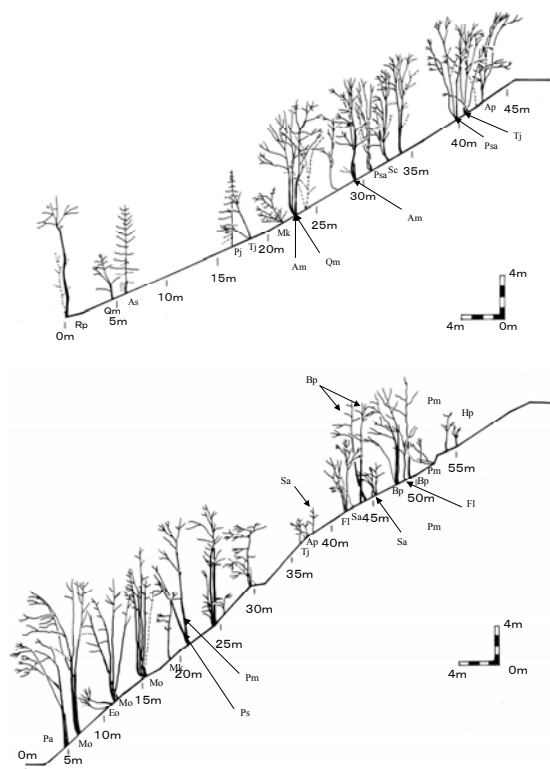 45m
Ap
Tj
40m
Psa
35m
Sc
Psa
30m
Am
25m
Mk
Qm
Am
20m
Tj
Pj
15m
10m
As
Qm
5m
Rp
0m
4m
4m
0m
Bp
Pm
Hp
55m
Pm
Bp
50m
Bp
Fl
Sa
45m
Sa
Fl
Sa
Pm
40m
Ap
Tj
35m
4m
4m
0m
30m
25m
20m
Mk
Pm
Ps
Mo
15m
Mo
Eo
10m
Pa
Mo
0m
5m